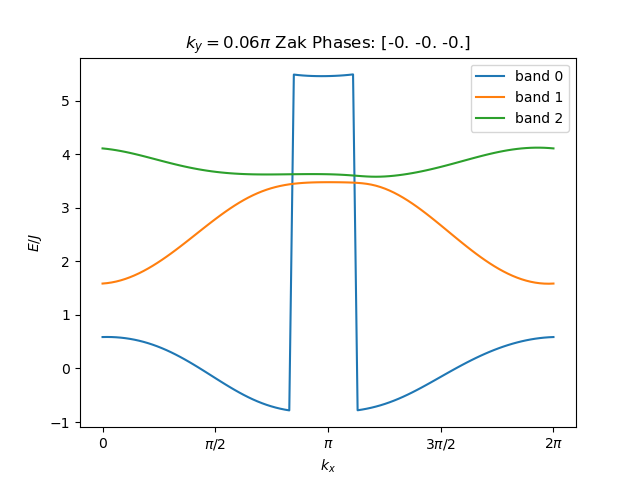 k_y = 0.06π Zak Phases: [-0. -0. -0.]
band 0
band 1
band 2
E/J
5
4
3
2
1
0
−1
0
π/2
π
3π/2
2π
k_x